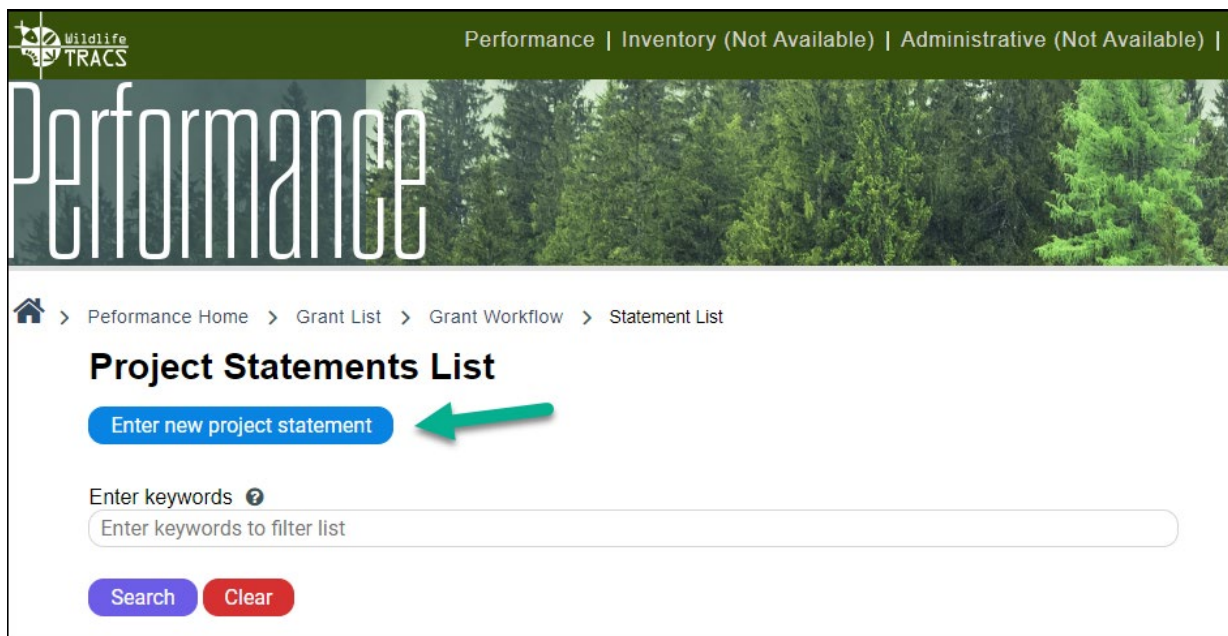 Wildlife
TRACS
Performance | Inventory (Not Available) | Administrative (Not Available) |
Performance
> Peformance Home > Grant List > Grant Workflow > Statement List
Project Statements List
Enter new project statement
Enter keywords ?
Enter keywords to filter list
Search Clear